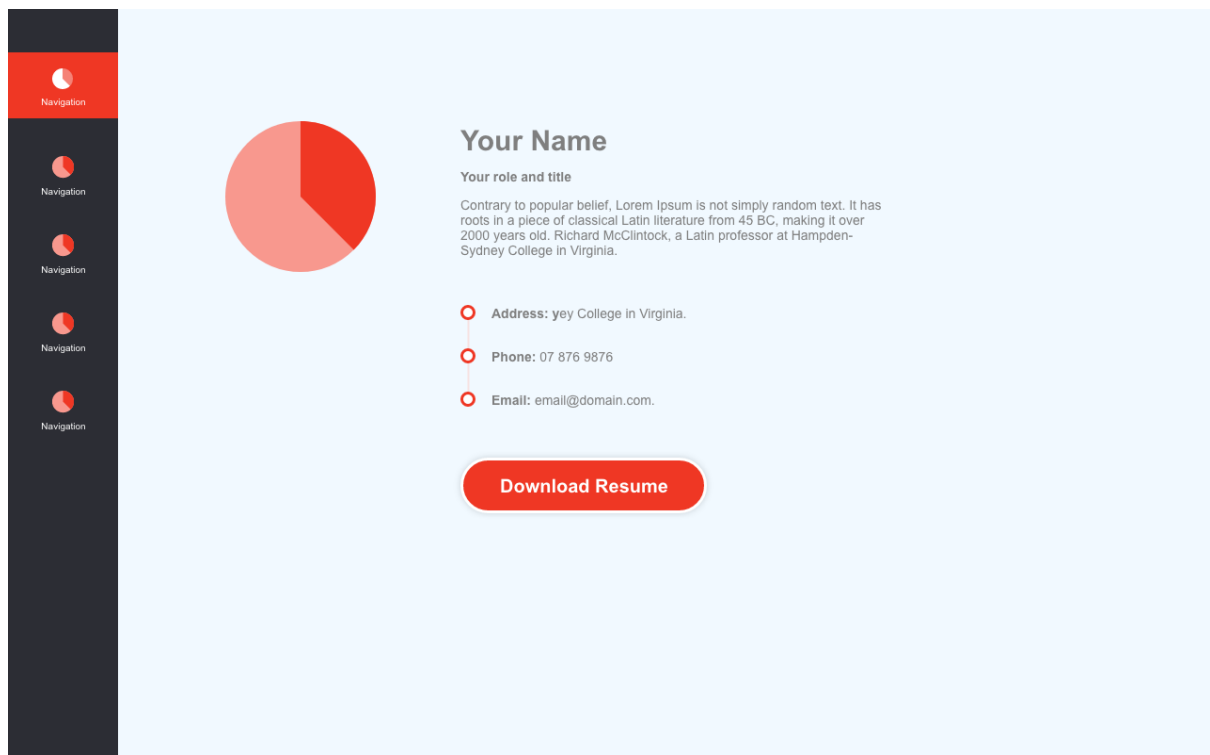 Navigation
Navigation
Navigation
Navigation
Navigation
Your Name
Your role and title
Contrary to popular belief, Lorem Ipsum is not simply random text. It has
roots in a piece of classical Latin literature from 45 BC, making it over
2000 years old. Richard McClintock, a Latin professor at Hampden-
Sydney College in Virginia.
Address: yey College in Virginia.
Phone: 07 876 9876
Email: email@domain.com.
Download Resume